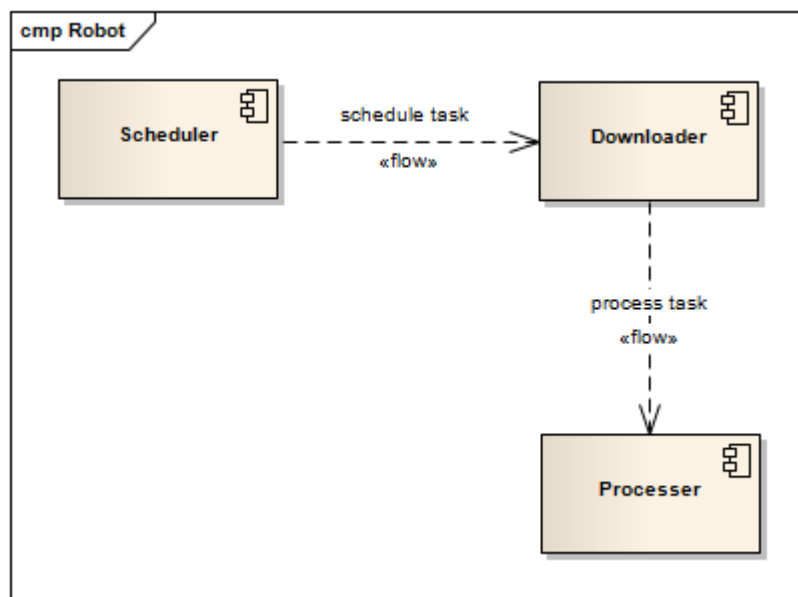 cmp Robot
Scheduler
schedule task
«flow»
Downloader
process task
«flow»
Processer